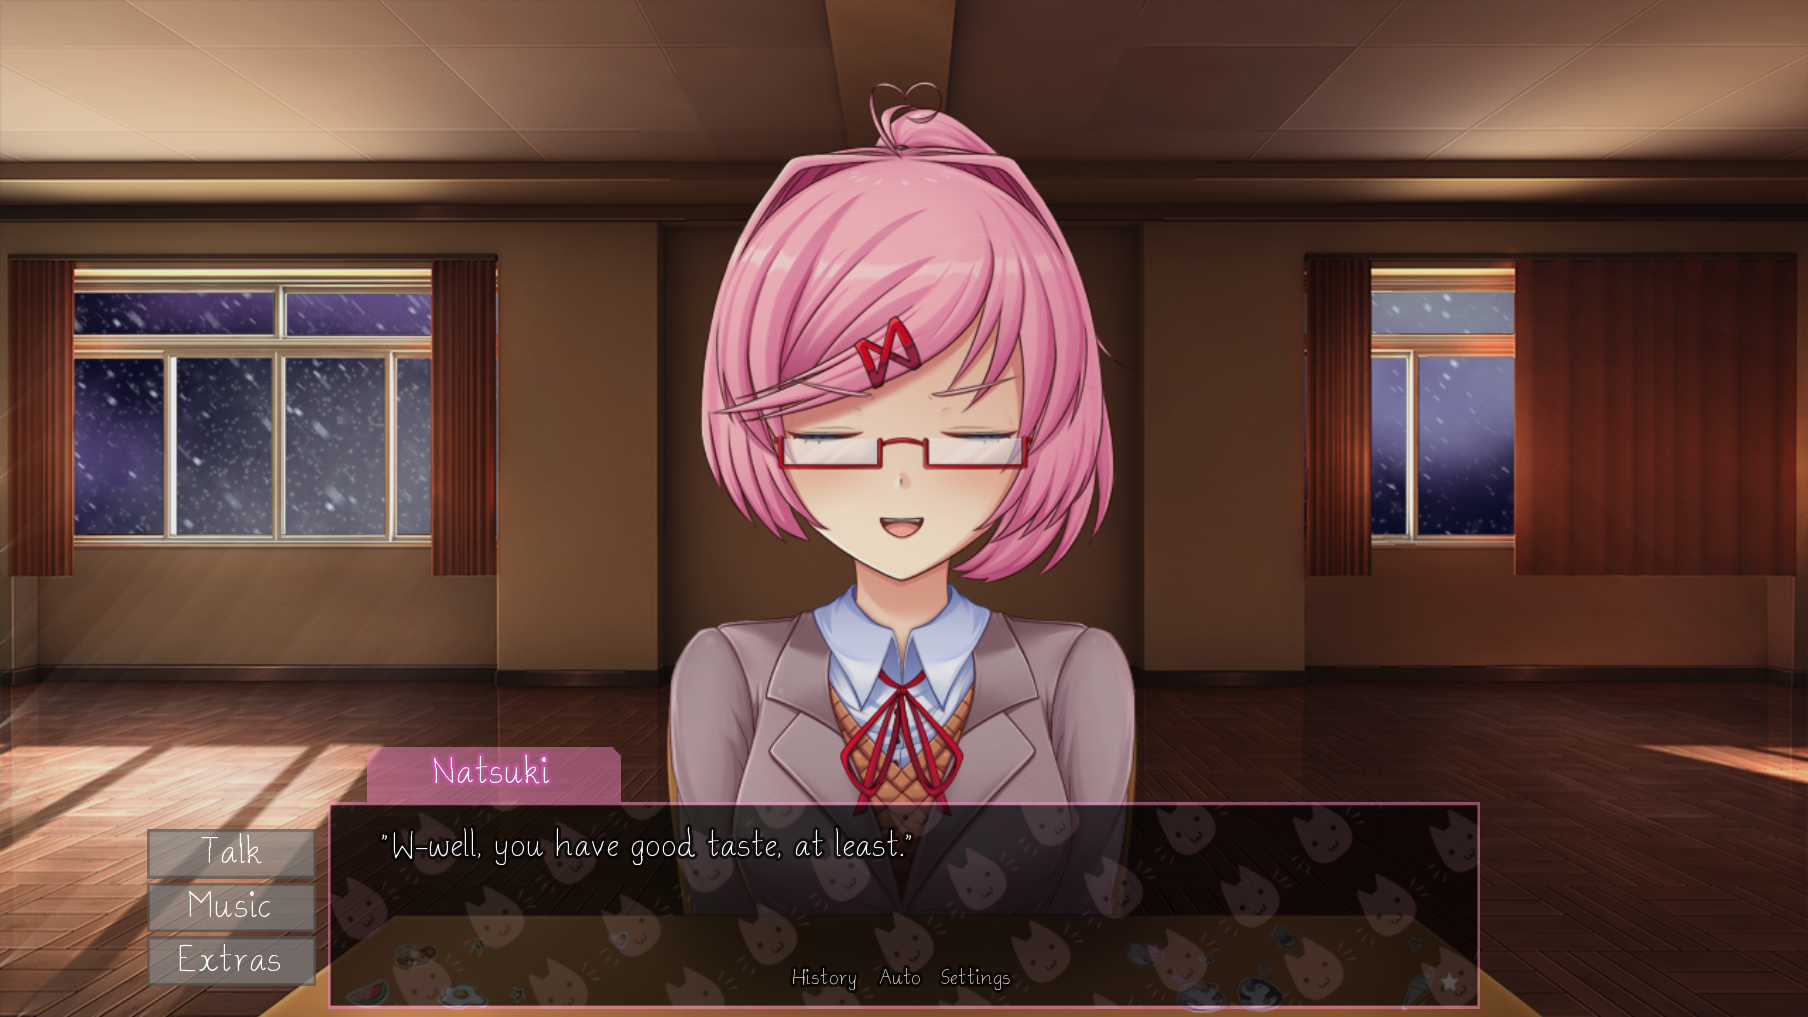 Natsuki
"W-well, you have good taste, at least."
Talk
Music
Extras
History Auto Settings